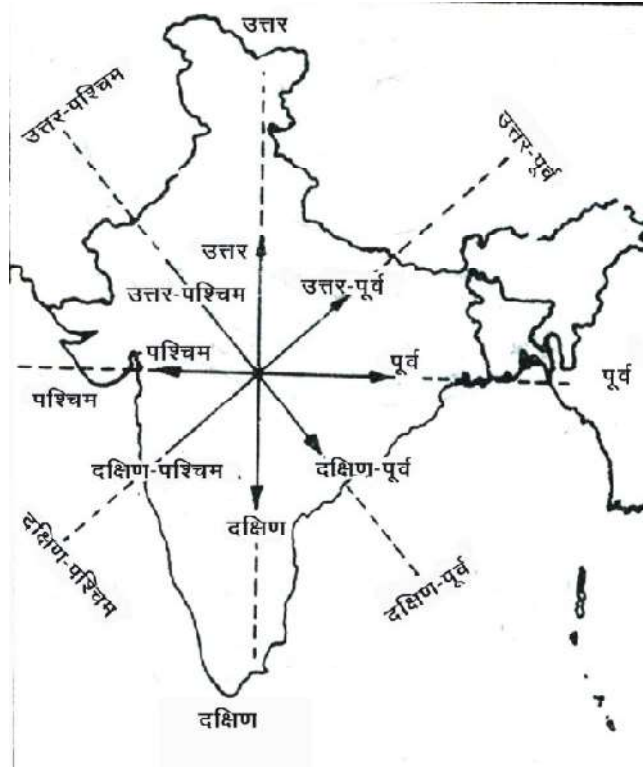 उत्तर
उत्तर-पश्चिम
उत्तर-पूर्व
उत्तर
उत्तर-पश्चिम
उत्तर-पूर्व
पश्चिम
पूर्व
पूर्व
पश्चिम
दक्षिण-पश्चिम
दक्षिण-पूर्व
दक्षिण
दक्षिण-पश्चिम
दक्षिण-पूर्व
दक्षिण